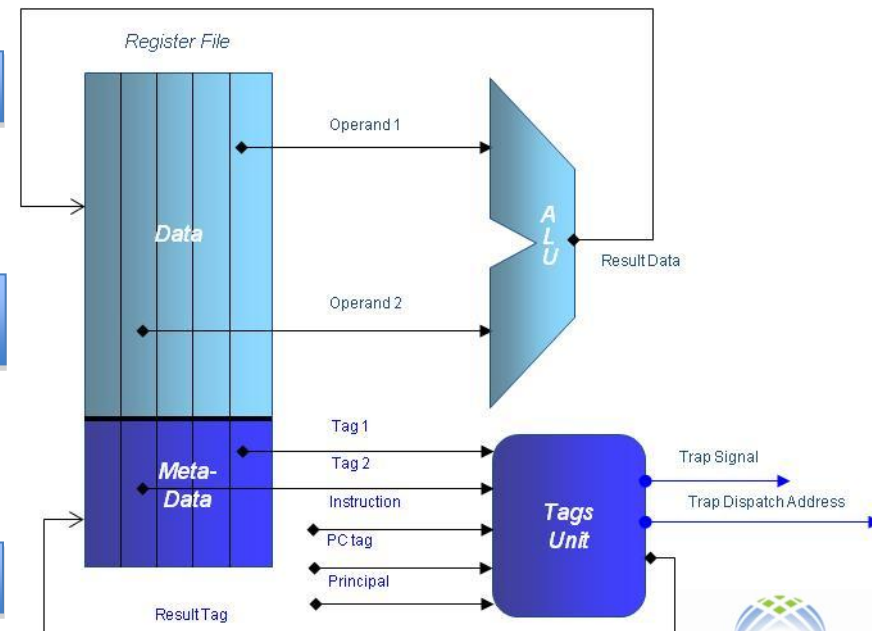 Register File
Operand 1
Data
A
L
U
Result Data
Operand 2
Tag 1
Meta-
Data
Tag 2
Trap Signal
Instruction
Trap Dispatch Address
Tags
Unit
PC tag
Principal
Result Tag